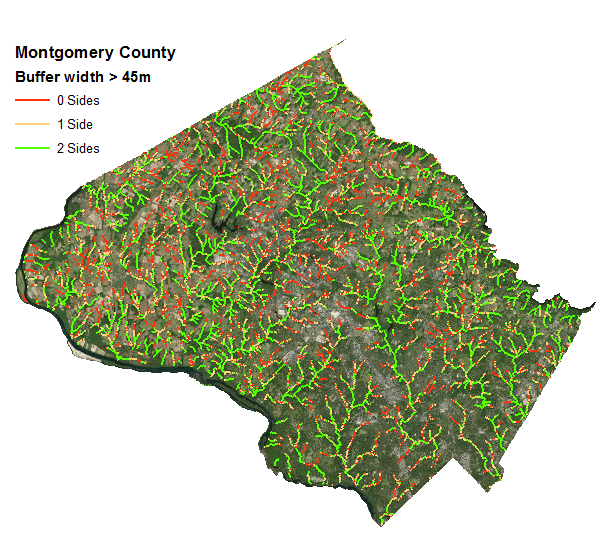 Montgomery County
Buffer width > 45m
0 Sides
1 Side
2 Sides